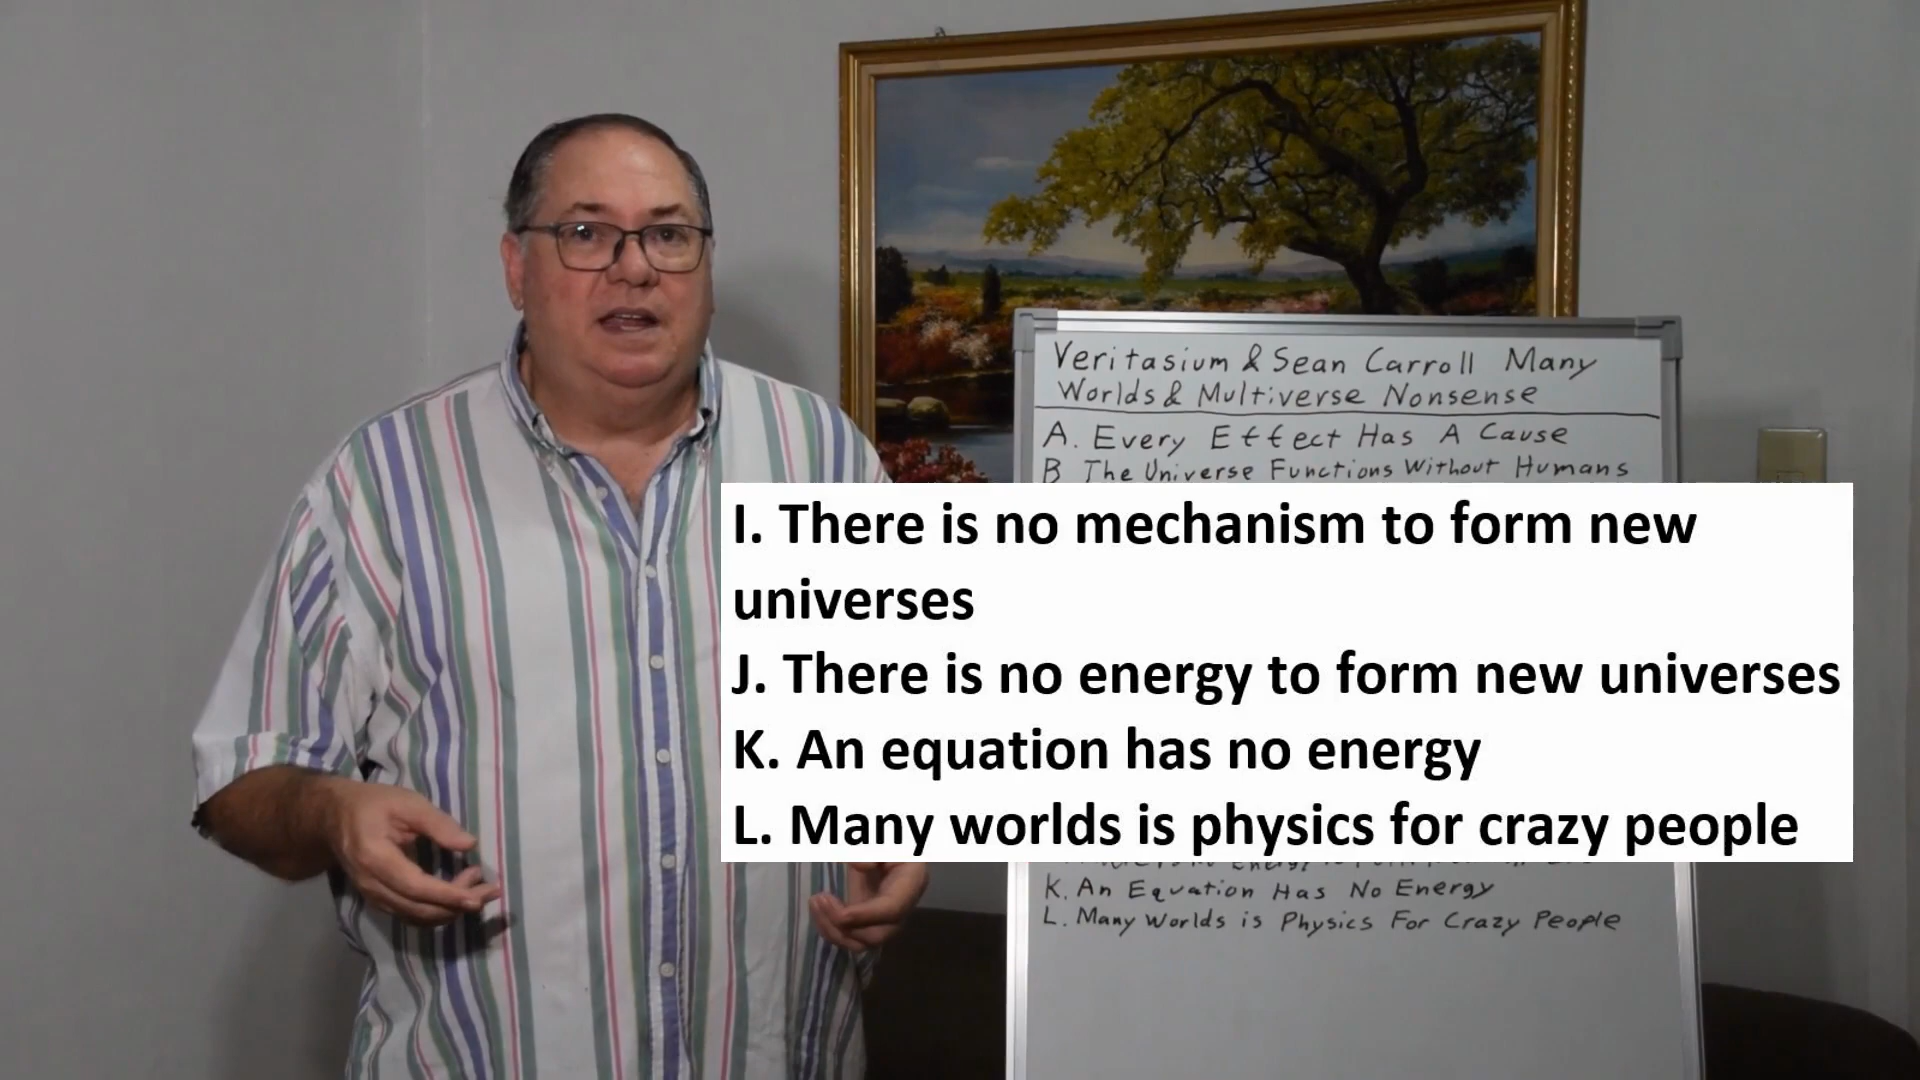 Veritasium & Sean Carroll Many
Worlds & Multiverse Nonsense
A. Every Effect Has A Cause
B The Universe Functions Without Humans
I. There is no mechanism to form new
universes
J. There is no energy to form new universes
K. An equation has no energy
L. Many worlds is physics for crazy people
K. An Equation Has No Energy
L. Many Worlds is Physics For Crazy People